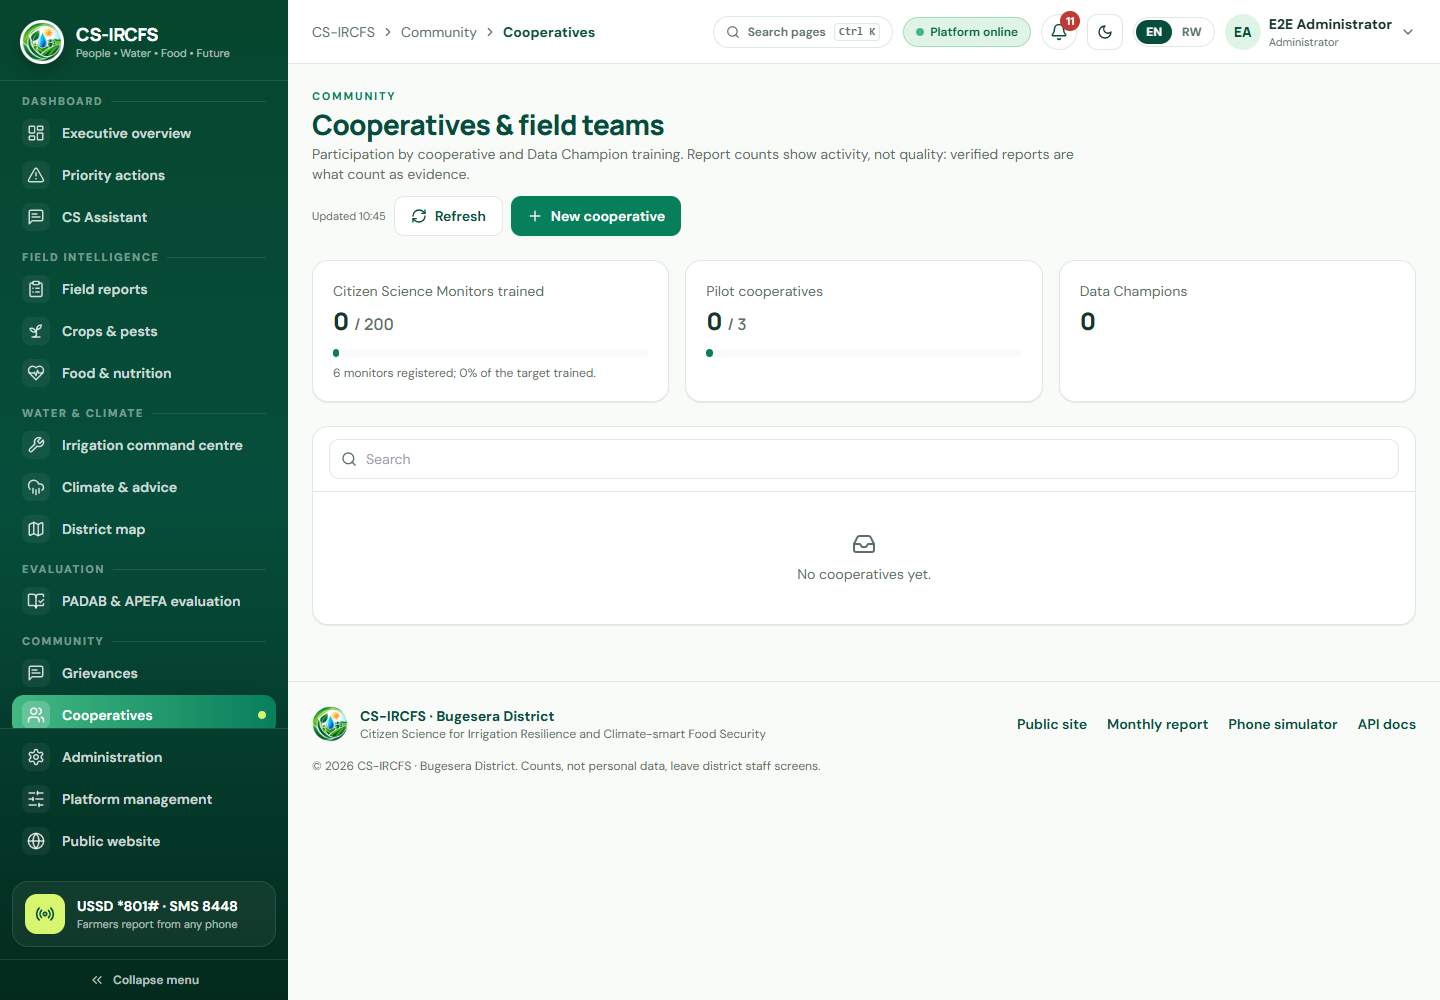 CS-IRCFS
People • Water • Food • Future
DASHBOARD
Executive overview
Priority actions
CS Assistant
FIELD INTELLIGENCE
Field reports
Crops & pests
Food & nutrition
WATER & CLIMATE
Irrigation command centre
Climate & advice
District map
EVALUATION
PADAB & APEFA evaluation
COMMUNITY
Grievances
Cooperatives
Administration
Platform management
Public website
USSD *801# · SMS 8448
Farmers report from any phone
Collapse menu
CS-IRCFS > Community > Cooperatives
Search pages Ctrl K
Platform online
11
EN RW
EA
E2E Administrator
Administrator
COMMUNITY
Cooperatives & field teams
Participation by cooperative and Data Champion training. Report counts show activity, not quality: verified reports are
what count as evidence.
Updated 10:45
Refresh
New cooperative
Citizen Science Monitors trained
0 / 200
6 monitors registered; 0% of the target trained.
Pilot cooperatives
0 / 3
Data Champions
0
Search
No cooperatives yet.
CS-IRCFS · Bugesera District
Citizen Science for Irrigation Resilience and Climate-smart Food Security
Public site
Monthly report
Phone simulator
API docs
© 2026 CS-IRCFS · Bugesera District. Counts, not personal data, leave district staff screens.